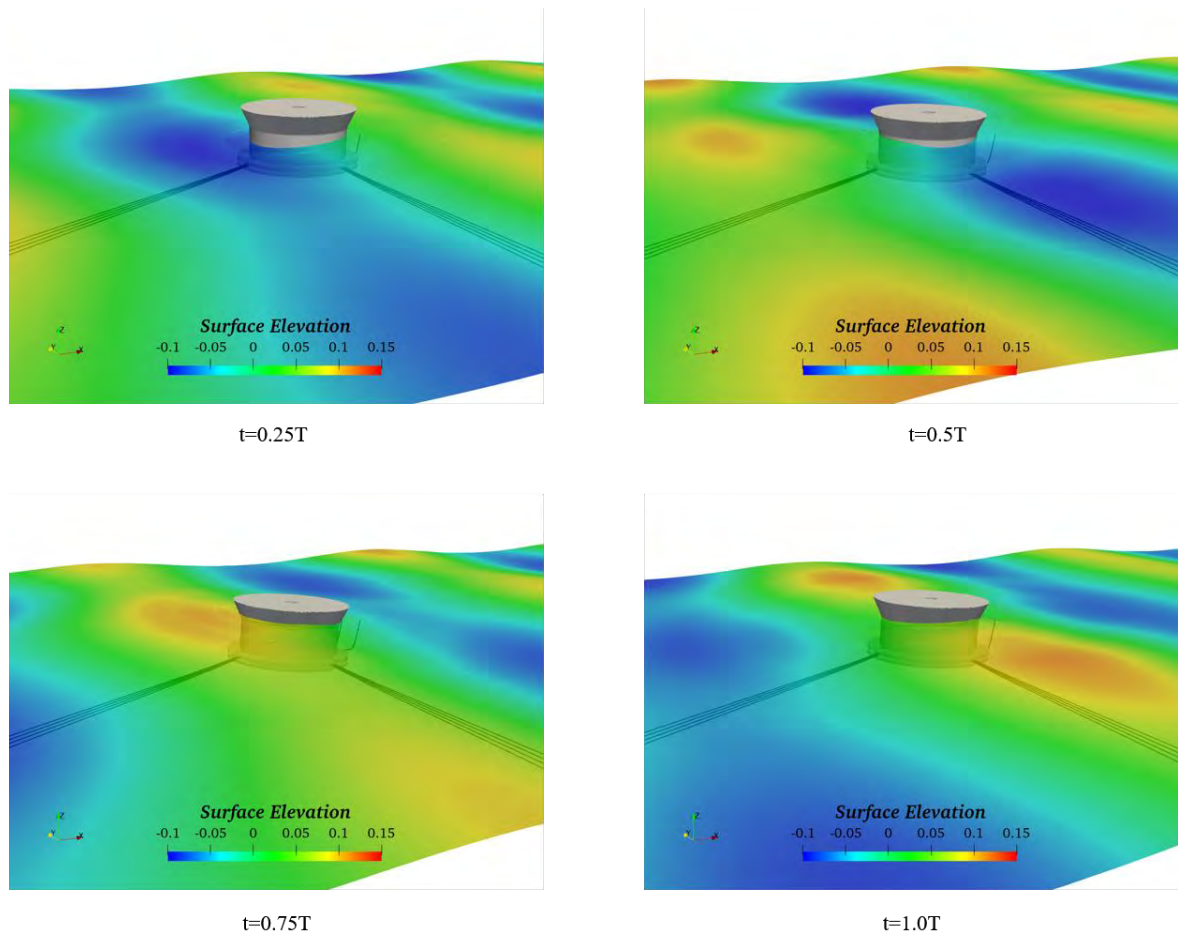 Surface Elevation
-0.1 -0.05 0 0.05 0.1 0.15
Z
Y
X
t=0.25T
Surface Elevation
-0.1 -0.05 0 0.05 0.1 0.15
Z
Y
X
t=0.5T
Surface Elevation
-0.1 -0.05 0 0.05 0.1 0.15
Z
Y
X
t=0.75T
Surface Elevation
-0.1 -0.05 0 0.05 0.1 0.15
Z
Y
X
t=1.0T